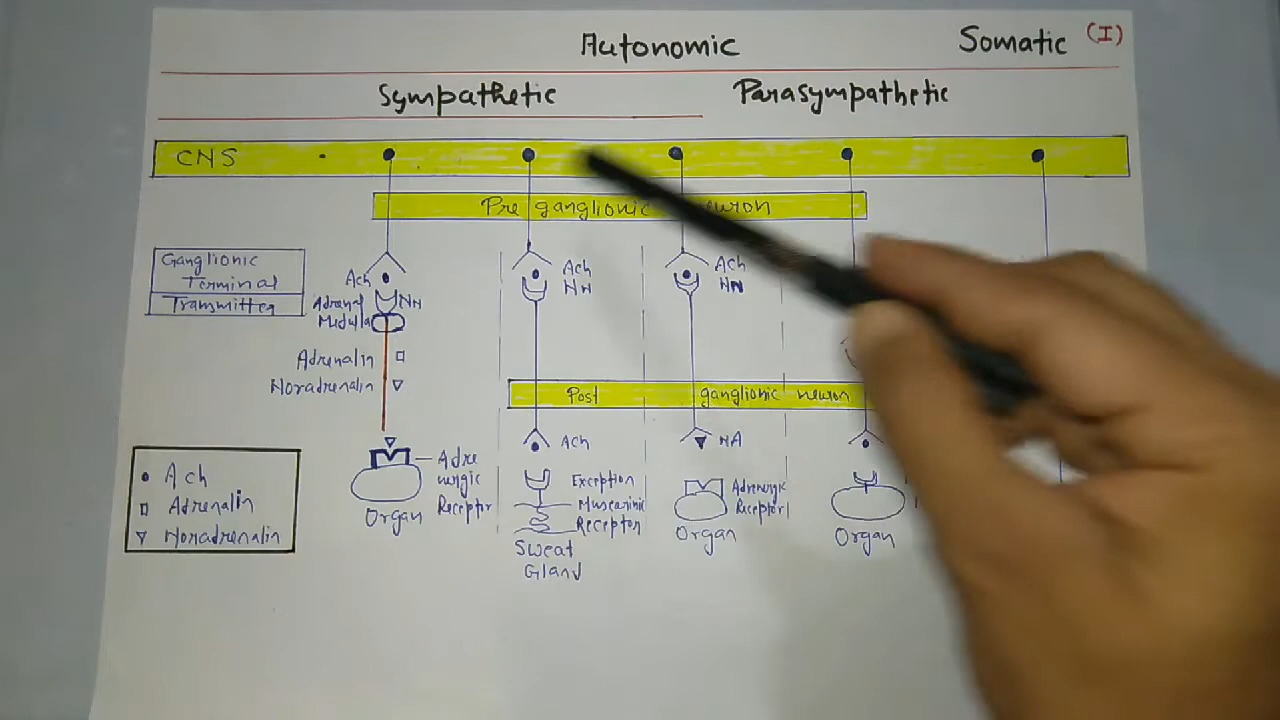 Autonomic Somatic (I)
Sympathetic Parasympathetic
CNS
Pre ganglionic neuron
Ganglionic
Terminal
Transmitter
Ach
Adrenal NN
Medulla
Adrenalin
Noradrenalin
Ach
NN
Ach
NN
Post ganglionic neuron
Ach
NA
Adre
nergic
Receptor
Organ
Exception
Muscarinic
Receptor
Sweat
Gland
Adrenergic
Receptor
Organ
Organ
Ach
Adrenalin
Noradrenalin